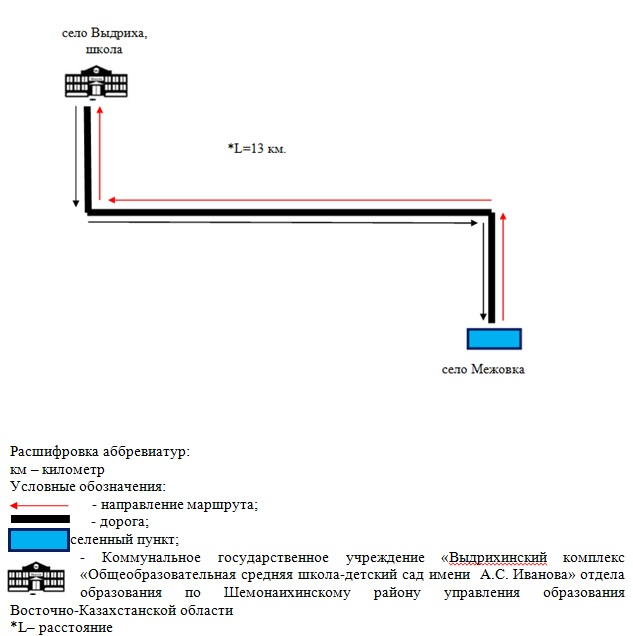 село Выдриха,
школа
*L=13 км.
село Межовка
Расшифровка аббревиатур:
км – километр
Условные обозначения:
- направление маршрута;
- дорога;
селенный пункт;
- Коммунальное государственное учреждение «Выдрихинский комплекс
«Общеобразовательная средняя школа-детский сад имени А.С. Иванова» отдела
образования по Шемонаихинскому району управления образования
Восточно-Казахстанской области
*L– расстояние